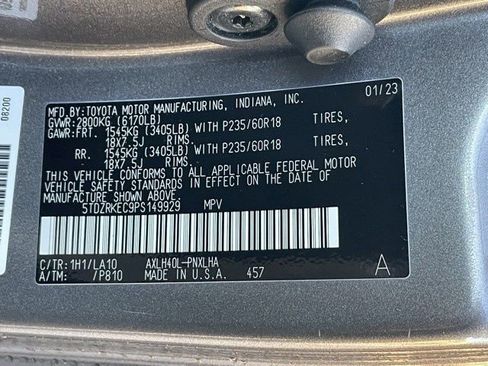 01/23
MFD.BY:TOYOTA MOTOR MANUFACTURING, INDIANA, INC.
GVWR:2800KG (6170LB)
GAWR:FRT. 1545KG (3405LB) WITH P235/60R18 TIRES,
18X7.5J RIMS.
RR. 1545KG (3405LB) WITH P235/60R18 TIRES,
18X7.5J RIMS.
THIS VEHICLE CONFORMS TO ALL APPLICABLE FEDERAL MOTOR
VEHICLE SAFETY STANDARDS IN EFFECT ON THE DATE OF
MANUFACTURE SHOWN ABOVE.
5TDZRKEC9PS149929 MPV
C/TR:1H1/LA10 AXLH40L-PNXLHA
A/TM: /P810 MADE IN U.S.A. 457 A
08200